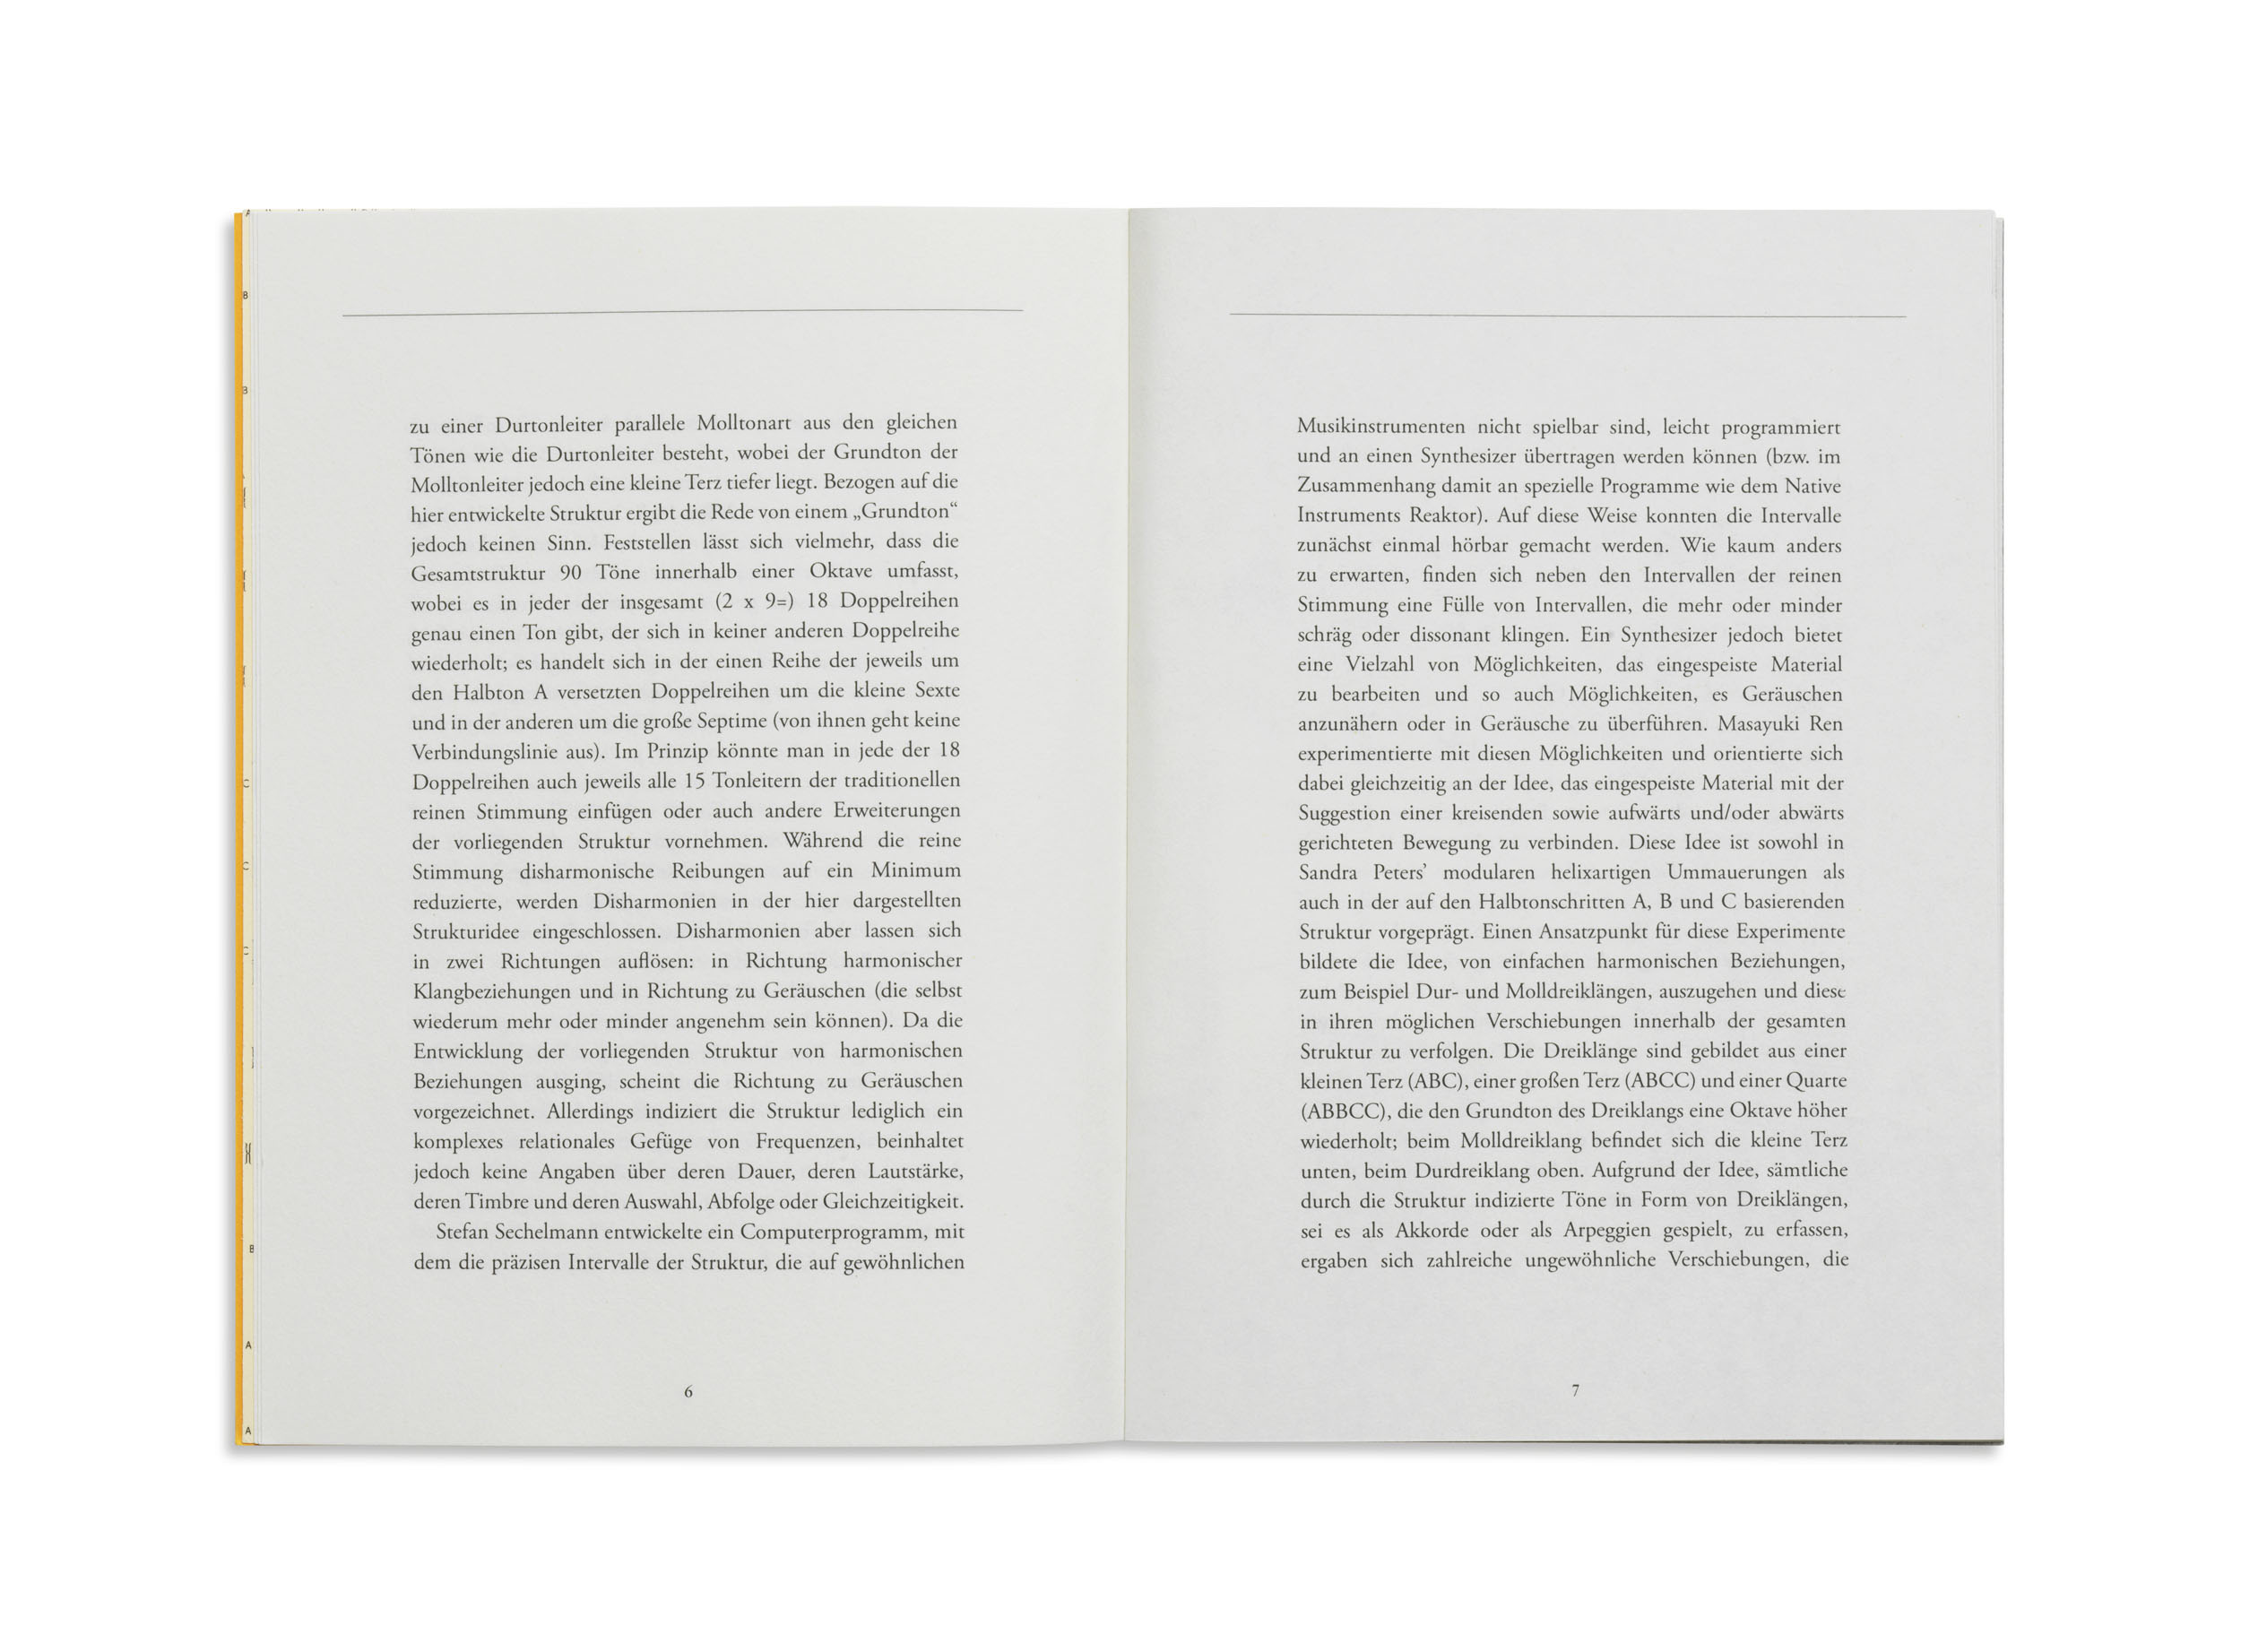 zu einer Durtonleiter parallele Molltonart aus den gleichen
Tönen wie die Durtonleiter besteht, wobei der Grundton der
Molltonleiter jedoch eine kleine Terz tiefer liegt. Bezogen auf die
hier entwickelte Struktur ergibt die Rede von einem „Grundton“
jedoch keinen Sinn. Feststellen lässt sich vielmehr, dass die
Gesamtstruktur 90 Töne innerhalb einer Oktave umfasst,
wobei es in jeder der insgesamt (2 x 9=) 18 Doppelreihen
genau einen Ton gibt, der sich in keiner anderen Doppelreihe
wiederholt; es handelt sich in der einen Reihe der jeweils um
den Halbton A versetzten Doppelreihen um die kleine Sexte
und in der anderen um die große Septime (von ihnen geht keine
Verbindungslinie aus). Im Prinzip könnte man in jede der 18
Doppelreihen auch jeweils alle 15 Tonleitern der traditionellen
reinen Stimmung einfügen oder auch andere Erweiterungen
der vorliegenden Struktur vornehmen. Während die reine
Stimmung disharmonische Reibungen auf ein Minimum
reduzierte, werden Disharmonien in der hier dargestellten
Strukturidee eingeschlossen. Disharmonien aber lassen sich
in zwei Richtungen auflösen: in Richtung harmonischer
Klangbeziehungen und in Richtung zu Geräuschen (die selbst
wiederum mehr oder minder angenehm sein können). Da die
Entwicklung der vorliegenden Struktur von harmonischen
Beziehungen ausging, scheint die Richtung zu Geräuschen
vorgezeichnet. Allerdings indiziert die Struktur lediglich ein
komplexes relationales Gefüge von Frequenzen, beinhaltet
jedoch keine Angaben über deren Dauer, deren Lautstärke,
deren Timbre und deren Auswahl, Abfolge oder Gleichzeitigkeit.
Stefan Sechelmann entwickelte ein Computerprogramm, mit
dem die präzisen Intervalle der Struktur, die auf gewöhnlichen
6
Musikinstrumenten nicht spielbar sind, leicht programmiert
und an einen Synthesizer übertragen werden können (bzw. im
Zusammenhang damit an spezielle Programme wie dem Native
Instruments Reaktor). Auf diese Weise konnten die Intervalle
zunächst einmal hörbar gemacht werden. Wie kaum anders
zu erwarten, finden sich neben den Intervallen der reinen
Stimmung eine Fülle von Intervallen, die mehr oder minder
schräg oder dissonant klingen. Ein Synthesizer jedoch bietet
eine Vielzahl von Möglichkeiten, das eingespeiste Material
zu bearbeiten und so auch Möglichkeiten, es Geräuschen
anzunähern oder in Geräusche zu überführen. Masayuki Ren
experimentierte mit diesen Möglichkeiten und orientierte sich
dabei gleichzeitig an der Idee, das eingespeiste Material mit der
Suggestion einer kreisenden sowie aufwärts und/oder abwärts
gerichteten Bewegung zu verbinden. Diese Idee ist sowohl in
Sandra Peters’ modularen helixartigen Ummauerungen als
auch in der auf den Halbtonschritten A, B und C basierenden
Struktur vorgeprägt. Einen Ansatzpunkt für diese Experimente
bildete die Idee, von einfachen harmonischen Beziehungen,
zum Beispiel Dur- und Molldreiklängen, auszugehen und diese
in ihren möglichen Verschiebungen innerhalb der gesamten
Struktur zu verfolgen. Die Dreiklänge sind gebildet aus einer
kleinen Terz (ABC), einer großen Terz (ABCC) und einer Quarte
(ABBCC), die den Grundton des Dreiklangs eine Oktave höher
wiederholt; beim Molldreiklang befindet sich die kleine Terz
unten, beim Durdreiklang oben. Aufgrund der Idee, sämtliche
durch die Struktur indizierte Töne in Form von Dreiklängen,
sei es als Akkorde oder als Arpeggien gespielt, zu erfassen,
ergaben sich zahlreiche ungewöhnliche Verschiebungen, die
7